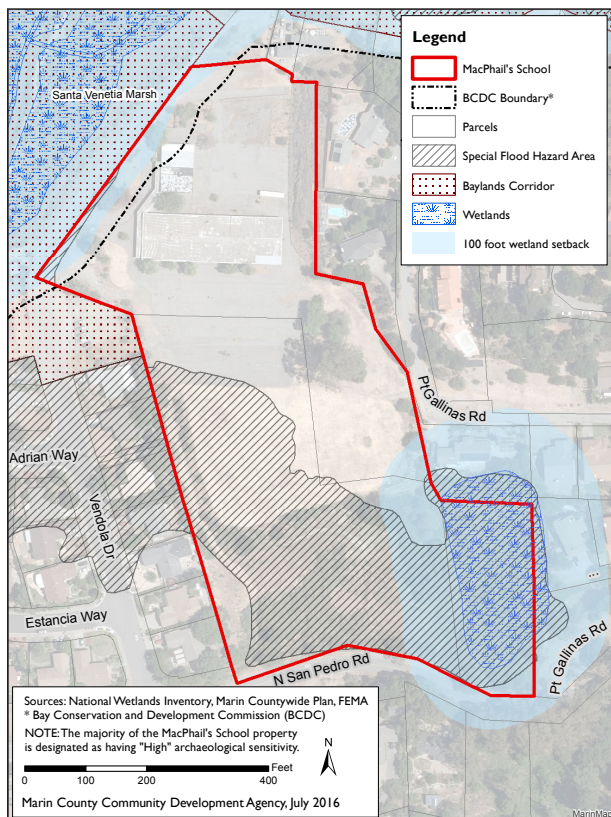 Legend
MacPhail's School
BCDC Boundary*
Parcels
Special Flood Hazard Area
Baylands Corridor
Wetlands
100 foot wetland setback
Santa Venetia Marsh
Pt Gallinas Rd
Adrian Way
Vendola Dr
Estancia Way
N San Pedro Rd
Pt Gallinas Rd
Sources: National Wetlands Inventory, Marin Countywide Plan, FEMA
* Bay Conservation and Development Commission (BCDC)
NOTE: The majority of the MacPhail's School property
is designated as having "High" archaeological sensitivity.
N
Feet
0 100 200 400
Marin County Community Development Agency, July 2016
MarinMap